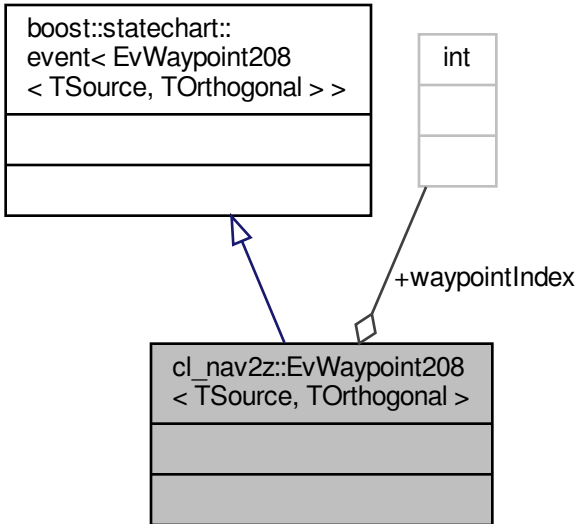 boost::statechart::
event< EvWaypoint208
< TSource, TOrthogonal > >
int
+waypointIndex
cl_nav2z::EvWaypoint208
< TSource, TOrthogonal >